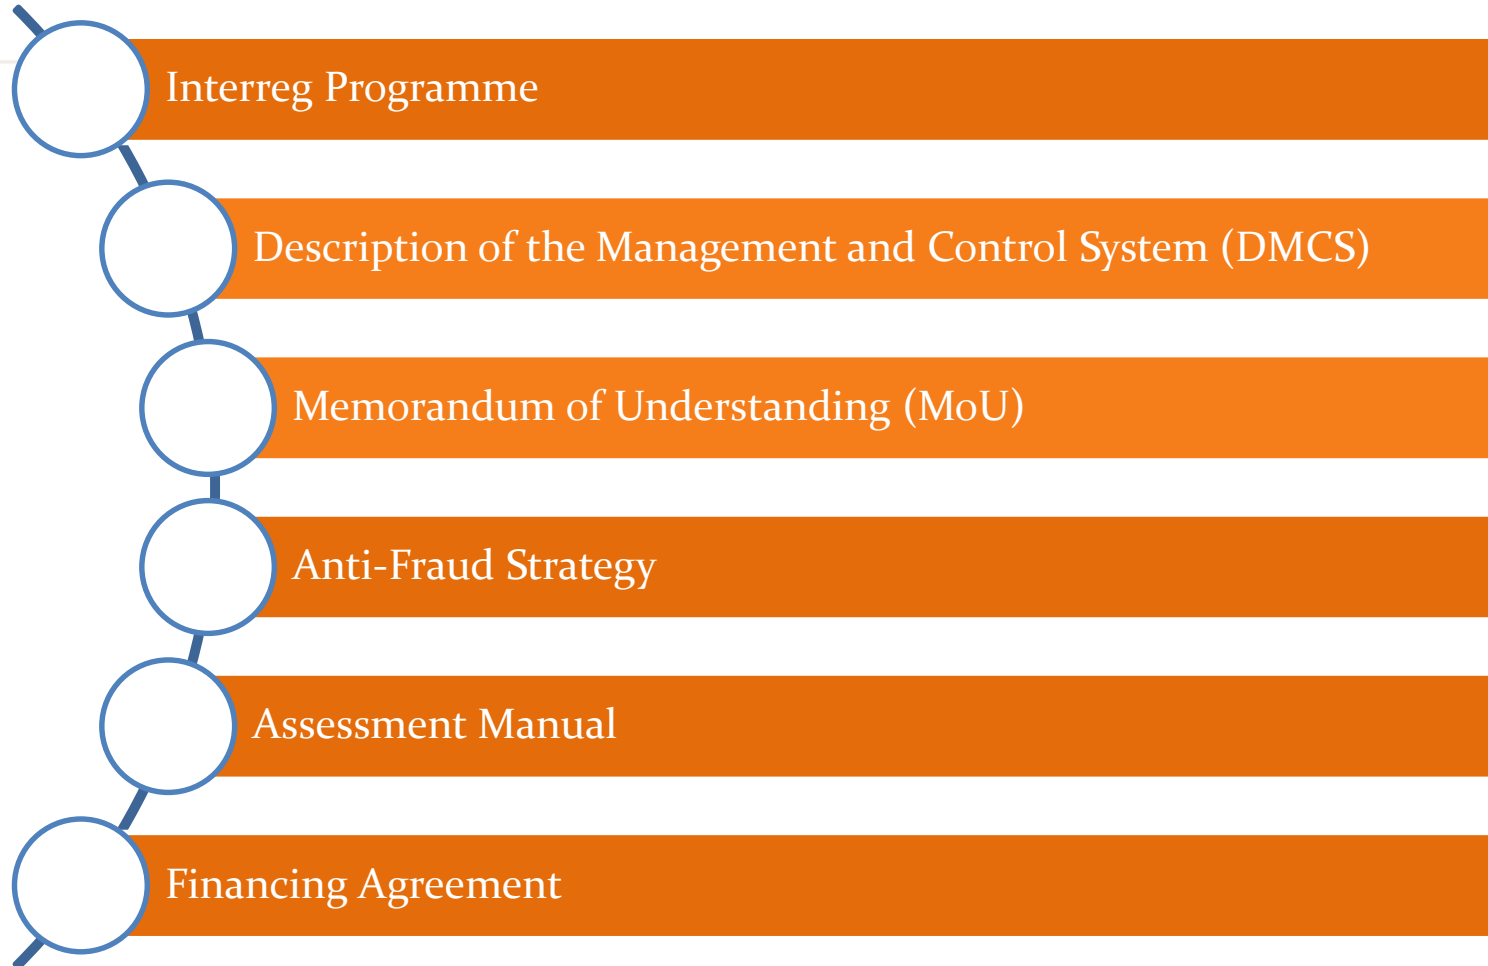 Interreg Programme
Description of the Management and Control System (DMCS)
Memorandum of Understanding (MoU)
Anti-Fraud Strategy
Assessment Manual
Financing Agreement